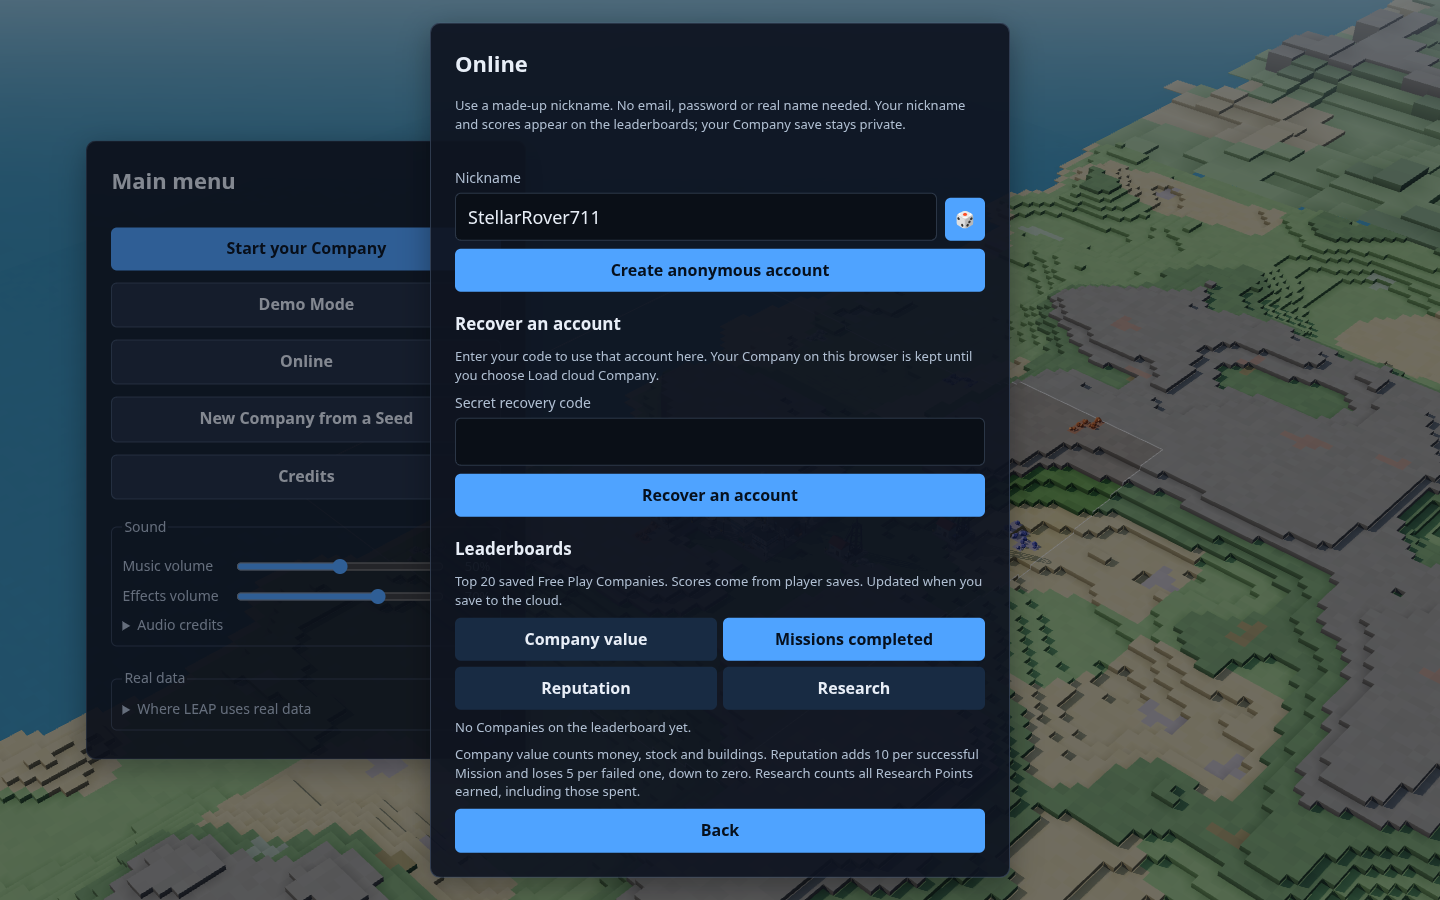 Online
Use a made-up nickname. No email, password or real name needed. Your nickname
and scores appear on the leaderboards; your Company save stays private.
Nickname
StellarRover711
Create anonymous account
Recover an account
Enter your code to use that account here. Your Company on this browser is kept until
you choose Load cloud Company.
Secret recovery code
Recover an account
Leaderboards
Top 20 saved Free Play Companies. Scores come from player saves. Updated when you
save to the cloud.
Company value
Missions completed
Reputation
Research
No Companies on the leaderboard yet.
Company value counts money, stock and buildings. Reputation adds 10 per successful
Mission and loses 5 per failed one, down to zero. Research counts all Research Points
earned, including those spent.
Back
Main menu
Start your Company
Demo Mode
Online
New Company from a Seed
Credits
Sound
Music volume
Effects volume
Audio credits
Real data
Where LEAP uses real data